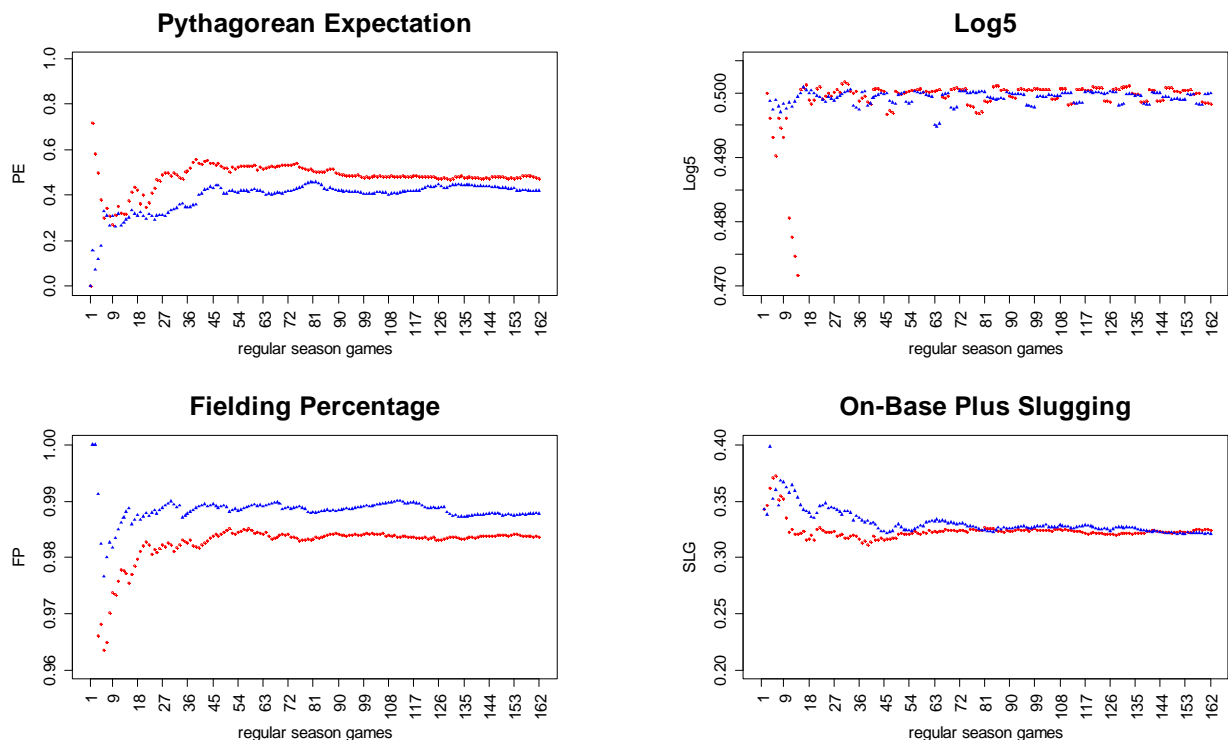 Pythagorean Expectation
PE
0.0 0.2 0.4 0.6 0.8 1.0
1 9 18 27 36 45 54 63 72 81 90 99 108 117 126 135 144 153 162
regular season games
Log5
Log5
0.470 0.480 0.490 0.500
1 9 18 27 36 45 54 63 72 81 90 99 108 117 126 135 144 153 162
regular season games
Fielding Percentage
FP
0.96 0.97 0.98 0.99 1.00
1 9 18 27 36 45 54 63 72 81 90 99 108 117 126 135 144 153 162
regular season games
On-Base Plus Slugging
SLG
0.20 0.25 0.30 0.35 0.40
1 9 18 27 36 45 54 63 72 81 90 99 108 117 126 135 144 153 162
regular season games